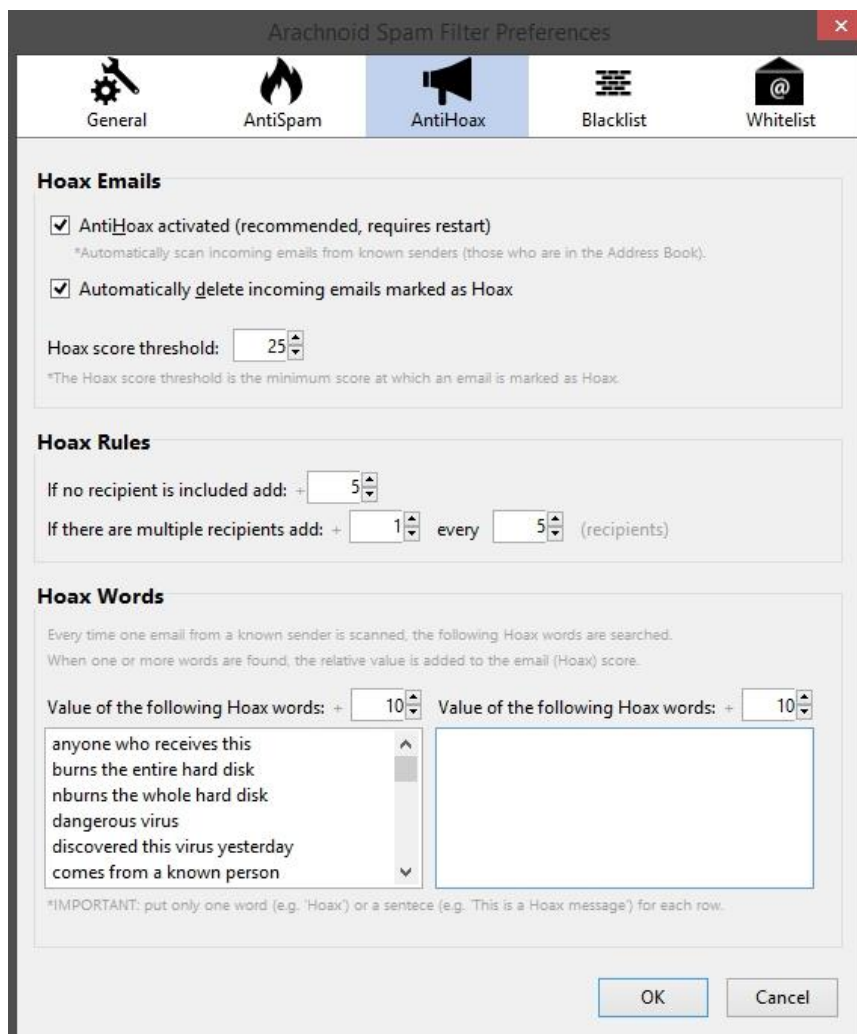 Arachnoid Spam Filter Preferences
General AntiSpam AntiHoax Blacklist Whitelist
Hoax Emails
AntiHoax activated (recommended, requires restart)
*Automatically scan incoming emails from known senders (those who are in the Address Book).
Automatically delete incoming emails marked as Hoax
Hoax score threshold: 25
*The Hoax score threshold is the minimum score at which an email is marked as Hoax.
Hoax Rules
If no recipient is included add: + 5
If there are multiple recipients add: + 1 every 5 (recipients)
Hoax Words
Every time one email from a known sender is scanned, the following Hoax words are searched.
When one or more words are found, the relative value is added to the email (Hoax) score.
Value of the following Hoax words: + 10 Value of the following Hoax words: + 10
anyone who receives this
burns the entire hard disk
nburns the whole hard disk
dangerous virus
discovered this virus yesterday
comes from a known person
*IMPORTANT: put only one word (e.g. 'Hoax') or a sentece (e.g. 'This is a Hoax message') for each row.
OK Cancel